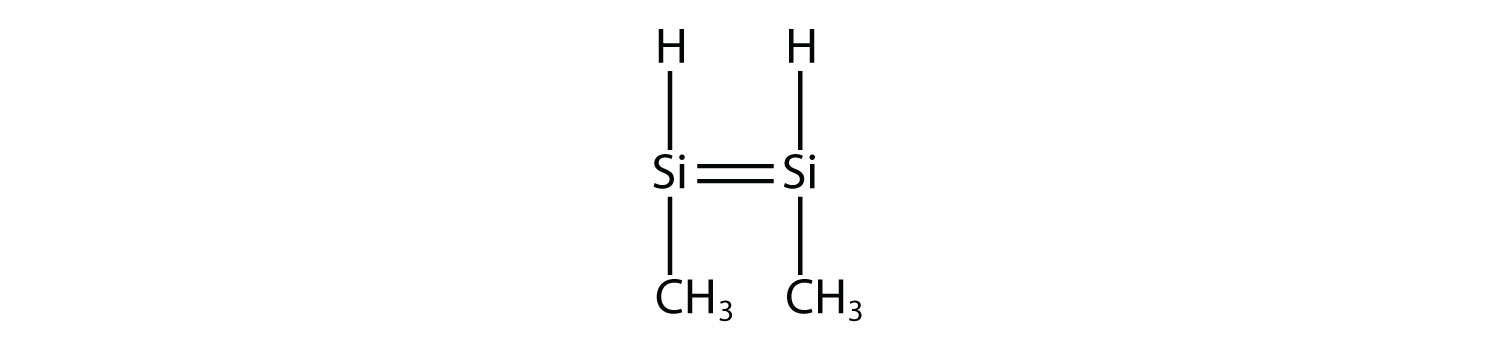 H H
Si Si
CH₃ CH₃